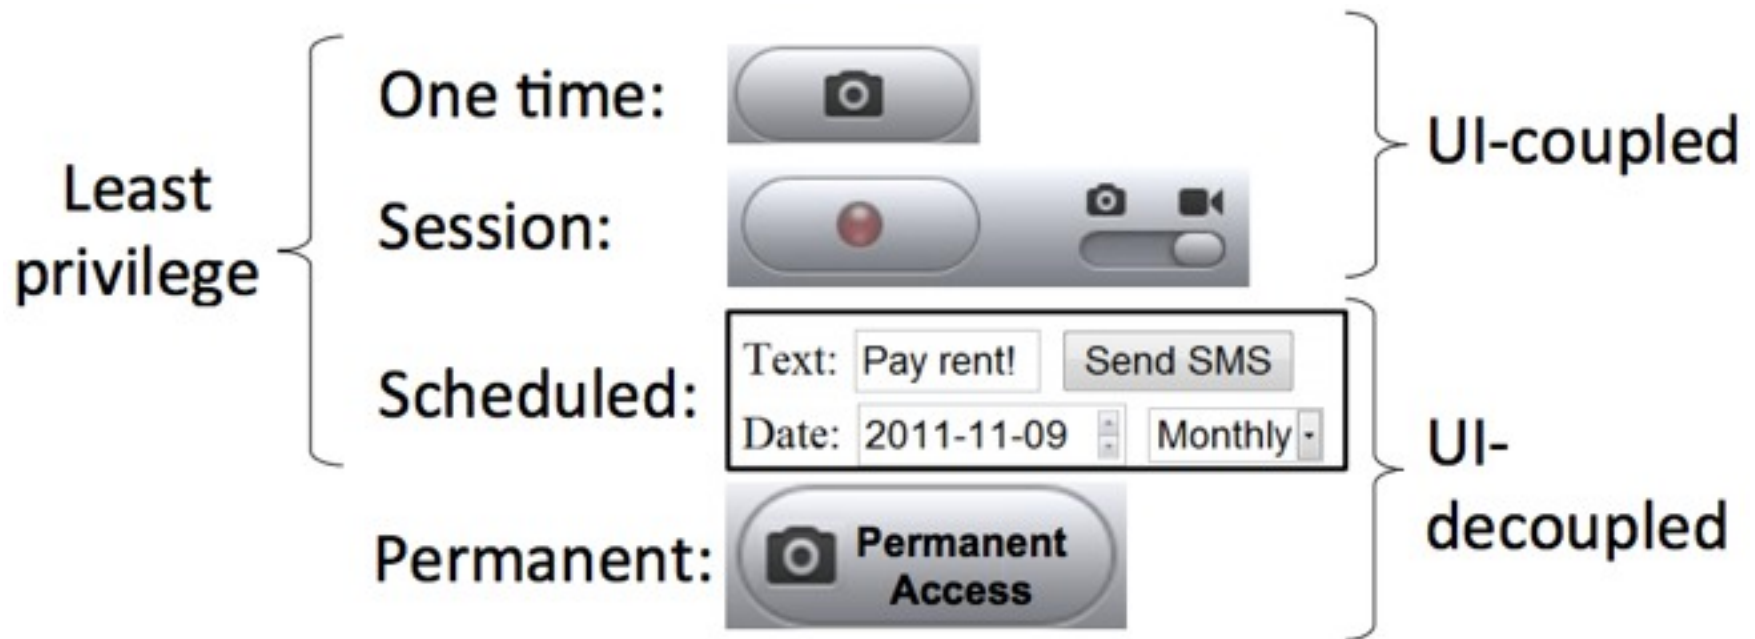 Least
privilege
One time:
Session:
Scheduled:
Text: Pay rent! Send SMS
Date: 2011-11-09 Monthly
Permanent:
Permanent
Access
UI-coupled
UI-
decoupled